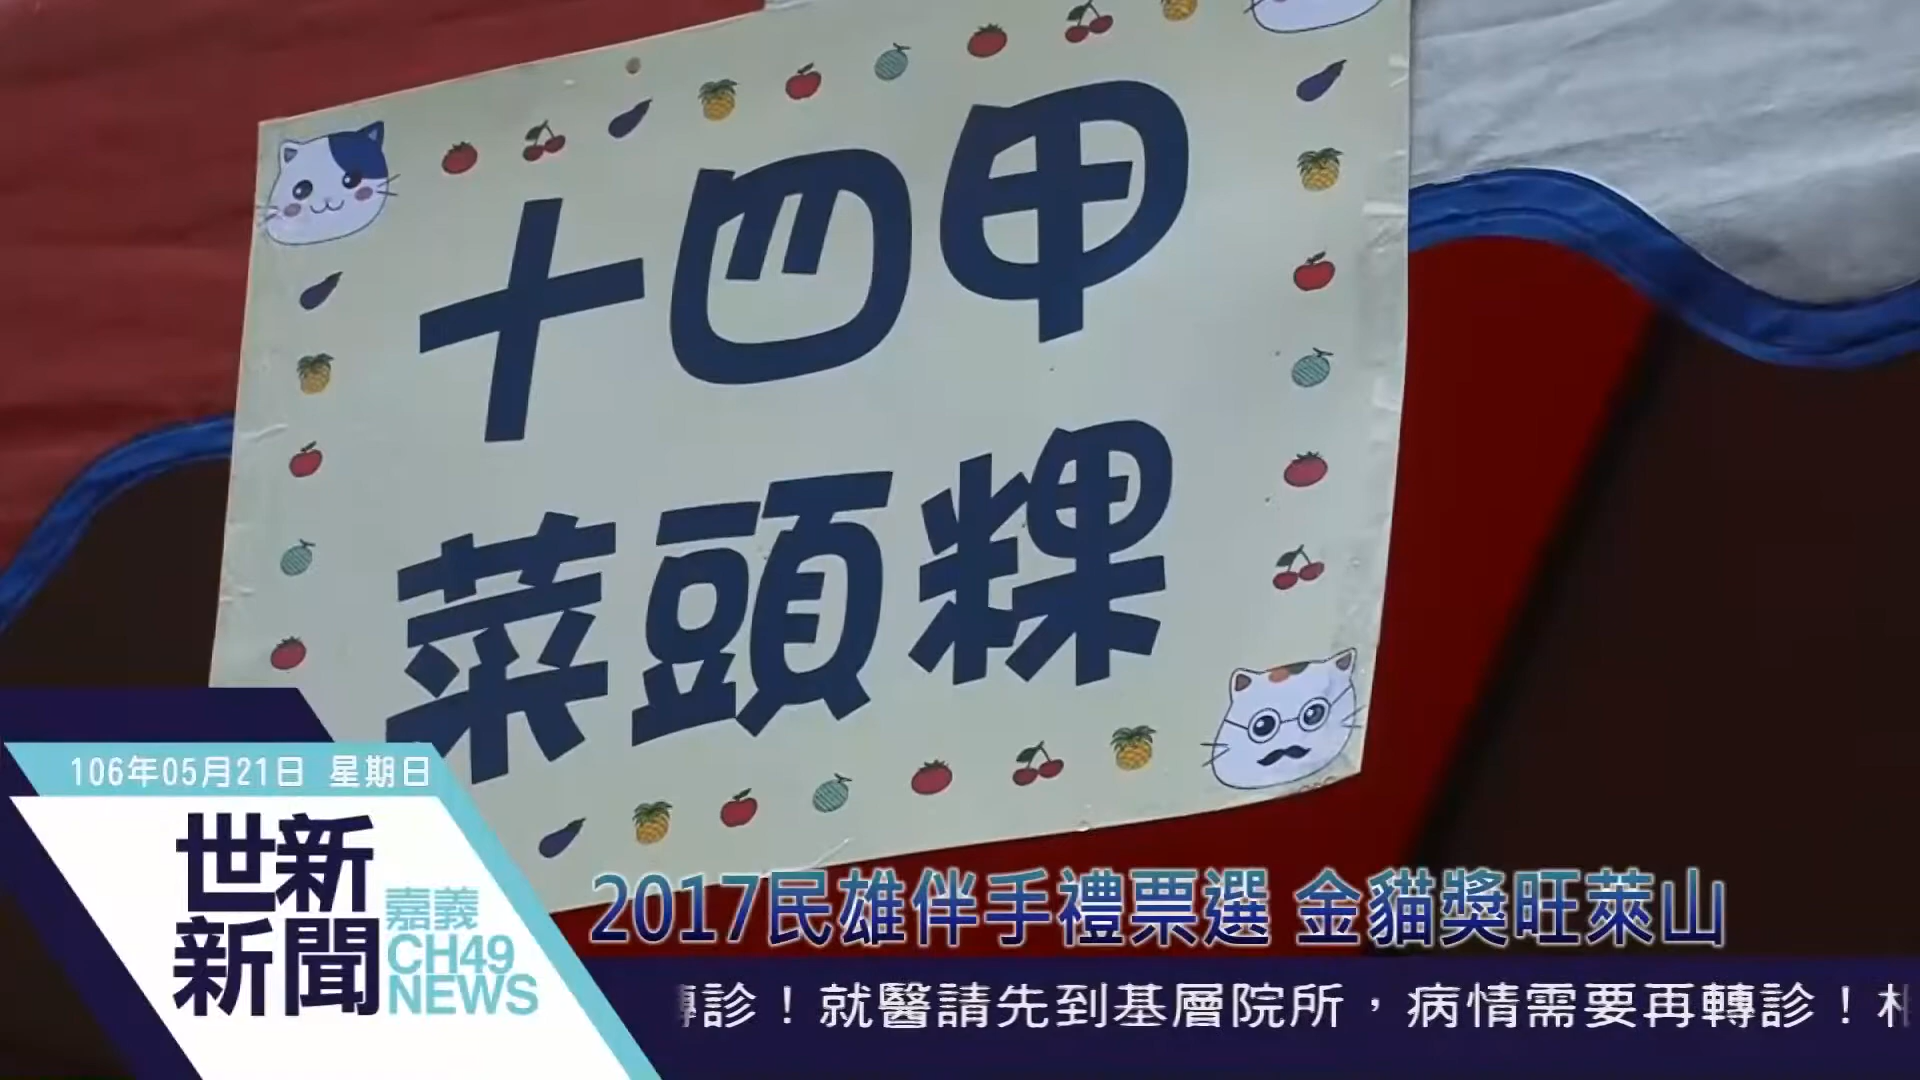 十四甲
菜頭粿
106年05月21日 星期日
世新
新聞
嘉義
CH49
NEWS
2017民雄伴手禮票選 金貓獎旺萊山
轉診！就醫請先到基層院所，病情需要再轉診！